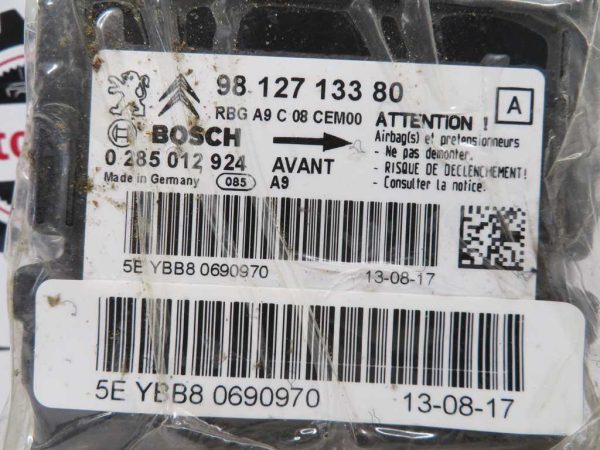 98 127 133 80
A
RBG A9 C 08 CEM00
ATTENTION !
BOSCH
Airbag(s) et pretensionneurs
- Ne pas demonter.
0 285 012 924
AVANT
- RISQUE DE DECLENCHEMENT!
Made in Germany
085
A9
- Consulter la notice.
5E YBB8 0690970
13-08-17
5E YBB8 0690970
13-08-17